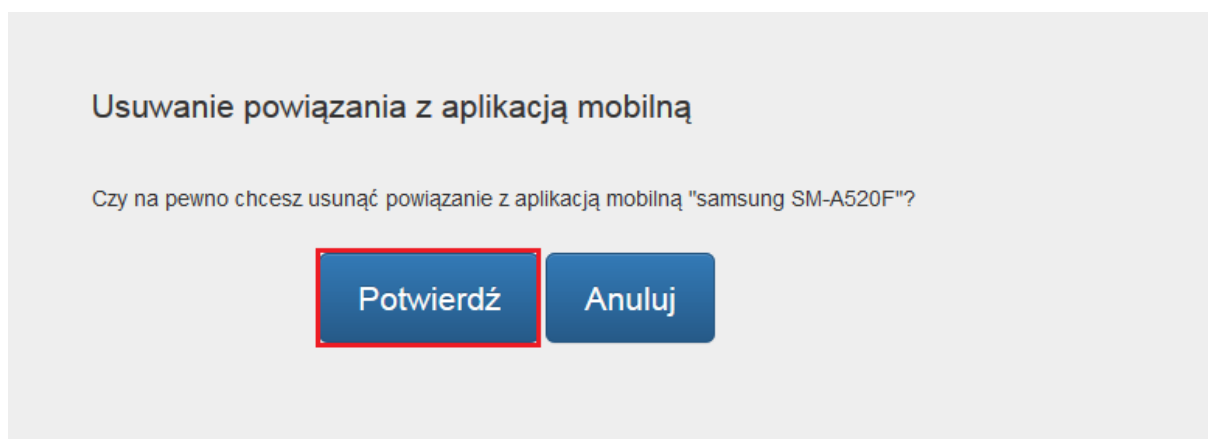 Usuwanie powiązania z aplikacją mobilną
Czy na pewno chcesz usunąć powiązanie z aplikacją mobilną "samsung SM-A520F"?
Potwierdź Anuluj